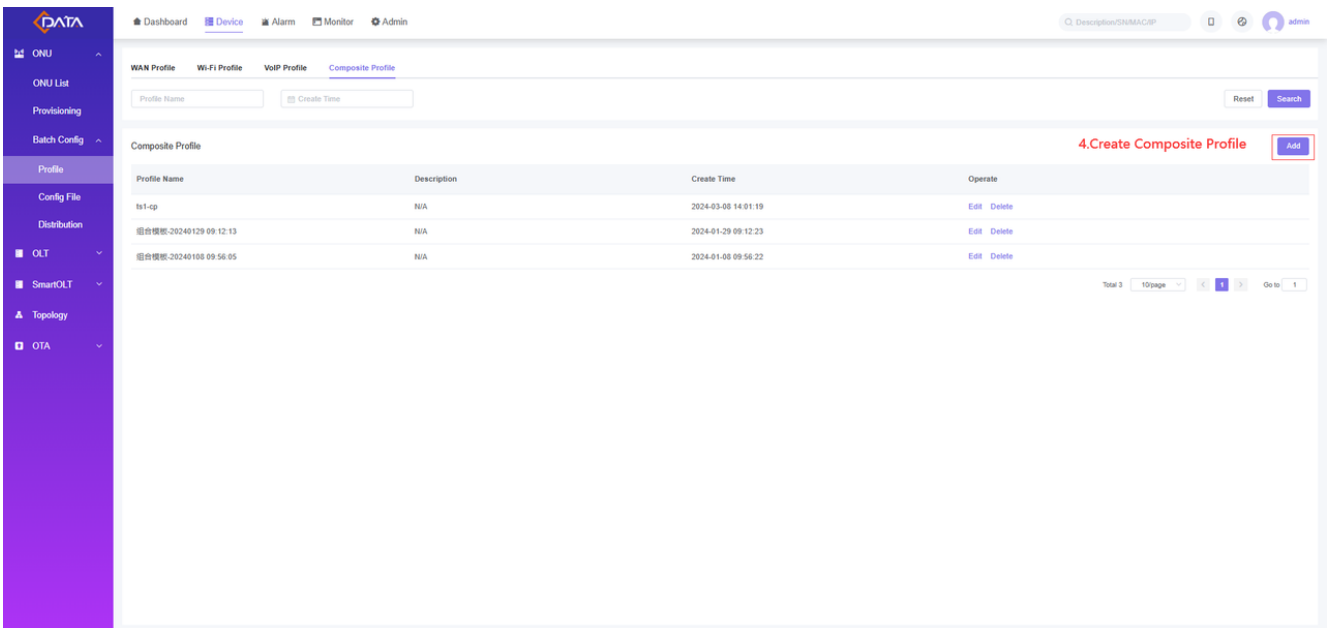 DATA
Dashboard Device Alarm Monitor Admin
Description/SN/MAC/IP
admin
ONU
ONU List
Provisioning
Batch Config
Profile
Config File
Distribution
OLT
SmartOLT
Topology
OTA
WAN Profile Wi-Fi Profile VoIP Profile Composite Profile
Profile Name Create Time Reset Search
Composite Profile 4.Create Composite Profile Add
Profile Name Description Create Time Operate
ts1-cp N/A 2024-03-08 14:01:19 Edit Delete
组合模板-20240129 09:12:13 N/A 2024-01-29 09:12:23 Edit Delete
组合模板-20240108 09:56:05 N/A 2024-01-08 09:56:22 Edit Delete
Total 3 10/page 1 Go to 1